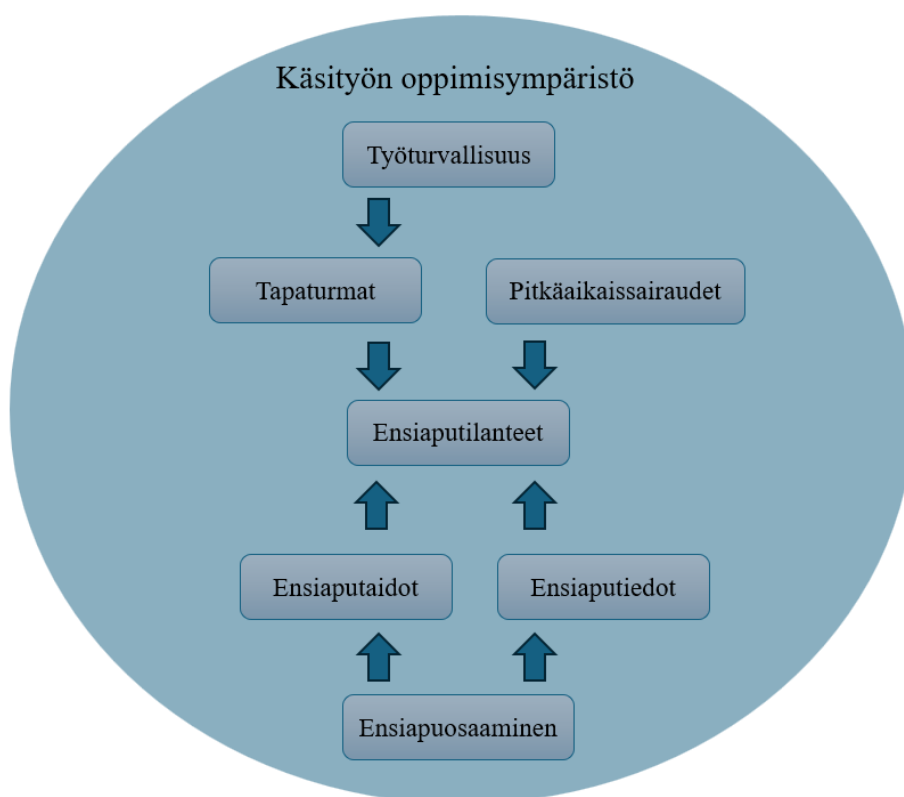 Käsityön oppimisympäristö
Työturvallisuus
Tapaturmat
Pitkäaikaissairaudet
Ensiaputilanteet
Ensiaputaidot
Ensiaputiedot
Ensiapuosaaminen